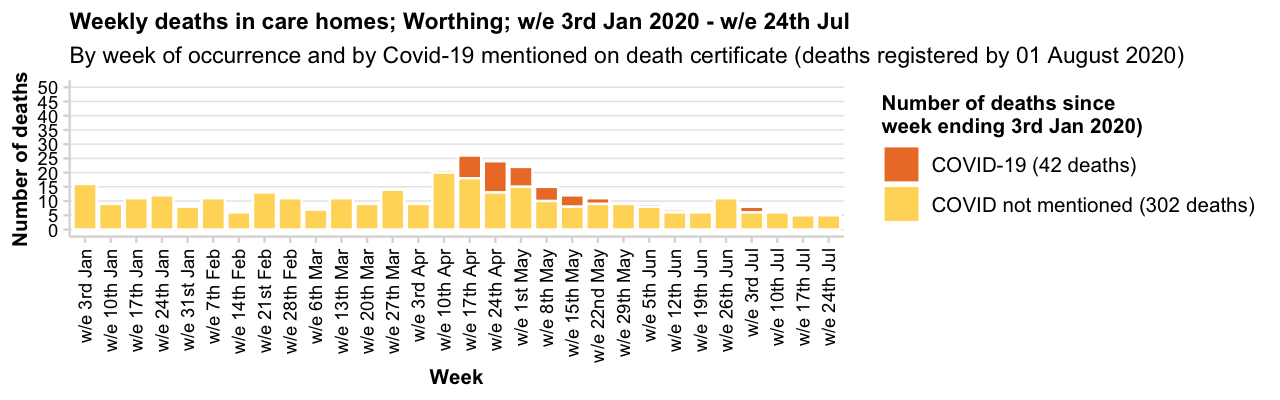 Weekly deaths in care homes; Worthing; w/e 3rd Jan 2020 - w/e 24th Jul
By week of occurrence and by Covid-19 mentioned on death certificate (deaths registered by 01 August 2020)
Number of deaths
50
45
40
35
30
25
20
15
10
5
0
w/e 3rd Jan
w/e 10th Jan
w/e 17th Jan
w/e 24th Jan
w/e 31st Jan
w/e 7th Feb
w/e 14th Feb
w/e 21st Feb
w/e 28th Feb
w/e 6th Mar
w/e 13th Mar
w/e 20th Mar
w/e 27th Mar
w/e 3rd Apr
w/e 10th Apr
w/e 17th Apr
w/e 24th Apr
w/e 1st May
w/e 8th May
w/e 15th May
w/e 22nd May
w/e 29th May
w/e 5th Jun
w/e 12th Jun
w/e 19th Jun
w/e 26th Jun
w/e 3rd Jul
w/e 10th Jul
w/e 17th Jul
w/e 24th Jul
Week
Number of deaths since
week ending 3rd Jan 2020)
COVID-19 (42 deaths)
COVID not mentioned (302 deaths)